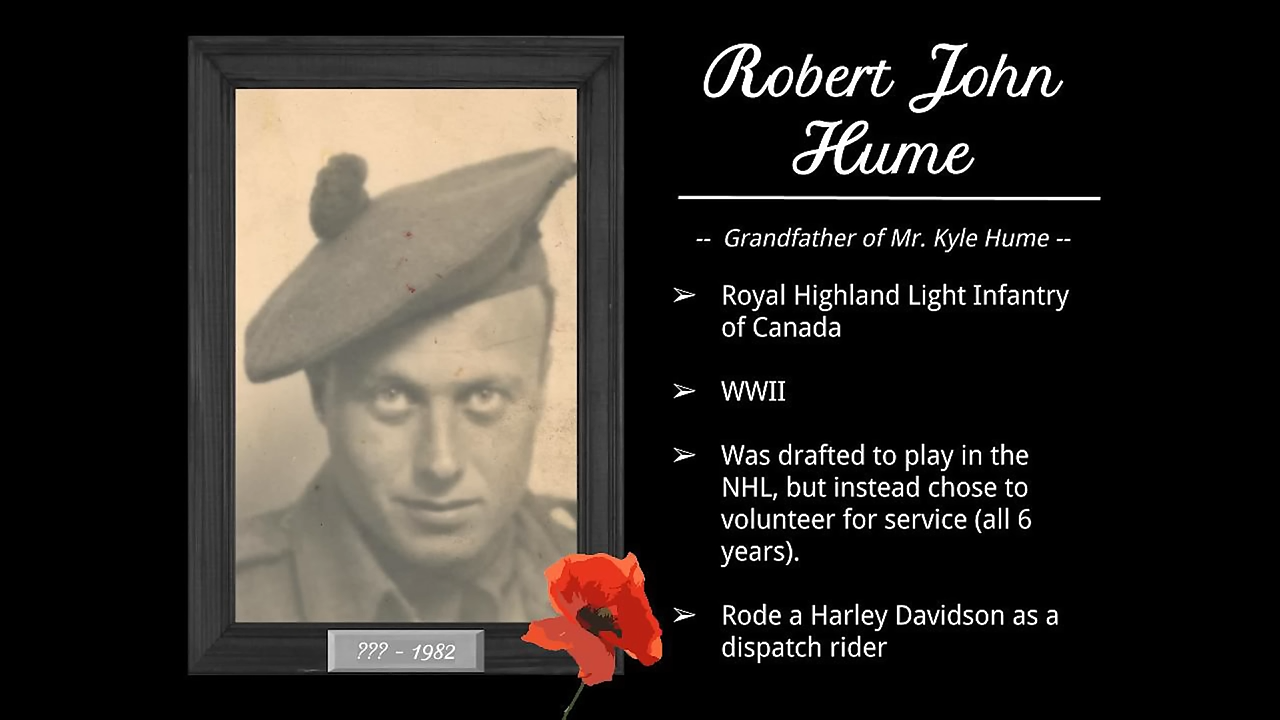 Robert John
Hume
-- Grandfather of Mr. Kyle Hume --
➢ Royal Highland Light Infantry
of Canada
➢ WWII
➢ Was drafted to play in the
NHL, but instead chose to
volunteer for service (all 6
years).
➢ Rode a Harley Davidson as a
dispatch rider
??? - 1982